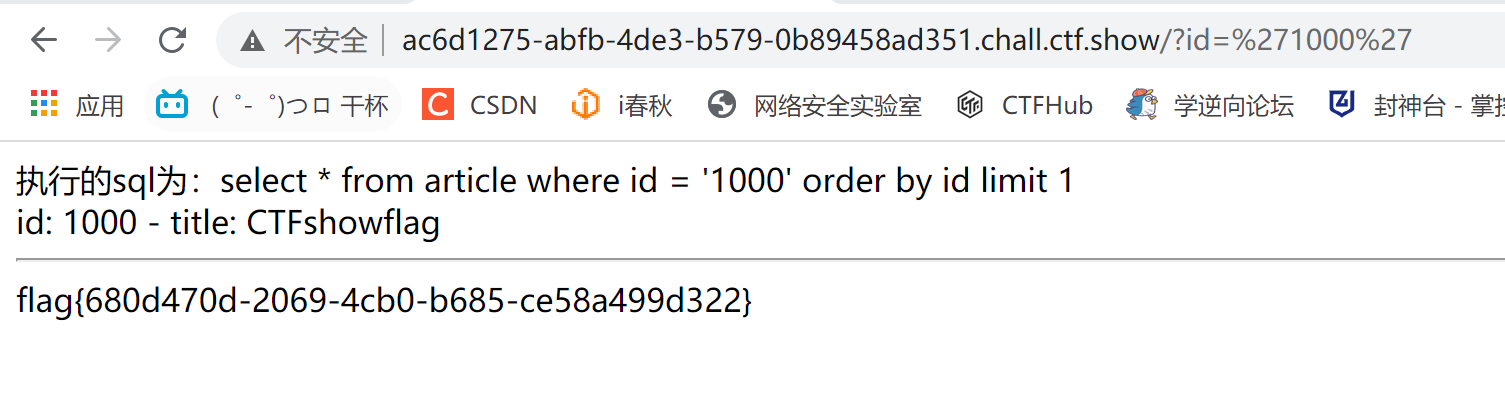 不安全 ac6d1275-abfb-4de3-b579-0b89458ad351.chall.ctf.show/?id=%271000%27
应用 ( ゜- ゜)つロ 干杯 CSDN i春秋 网络安全实验室 CTFHub 学逆向论坛 封神台 - 掌控
执行的sql为：select * from article where id = '1000' order by id limit 1
id: 1000 - title: CTFshowflag
flag{680d470d-2069-4cb0-b685-ce58a499d322}